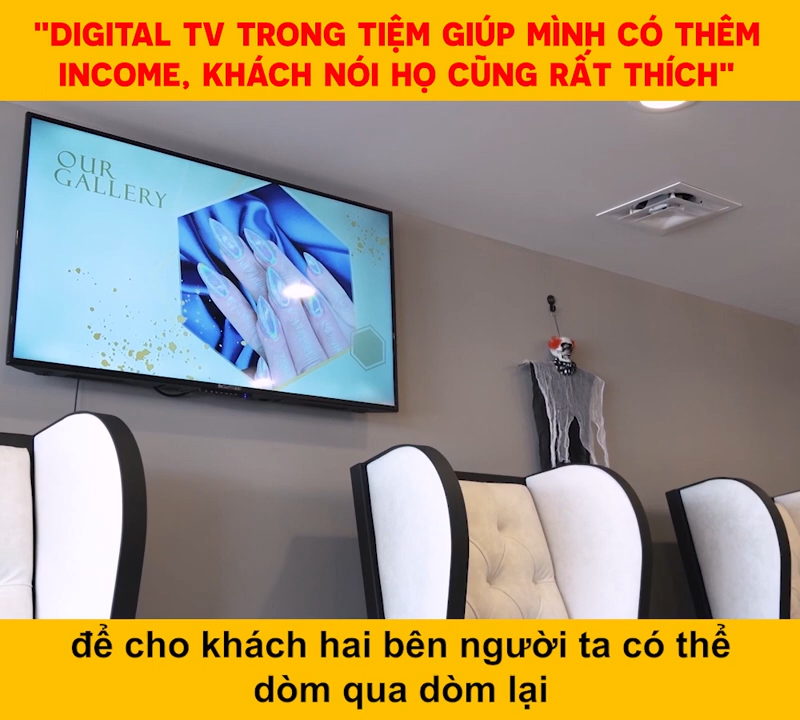 "DIGITAL TV TRONG TIỆM GIÚP MÌNH CÓ THÊM
INCOME, KHÁCH NÓI HỌ CŨNG RẤT THÍCH"
OUR
GALLERY
để cho khách hai bên người ta có thể
dòm qua dòm lại